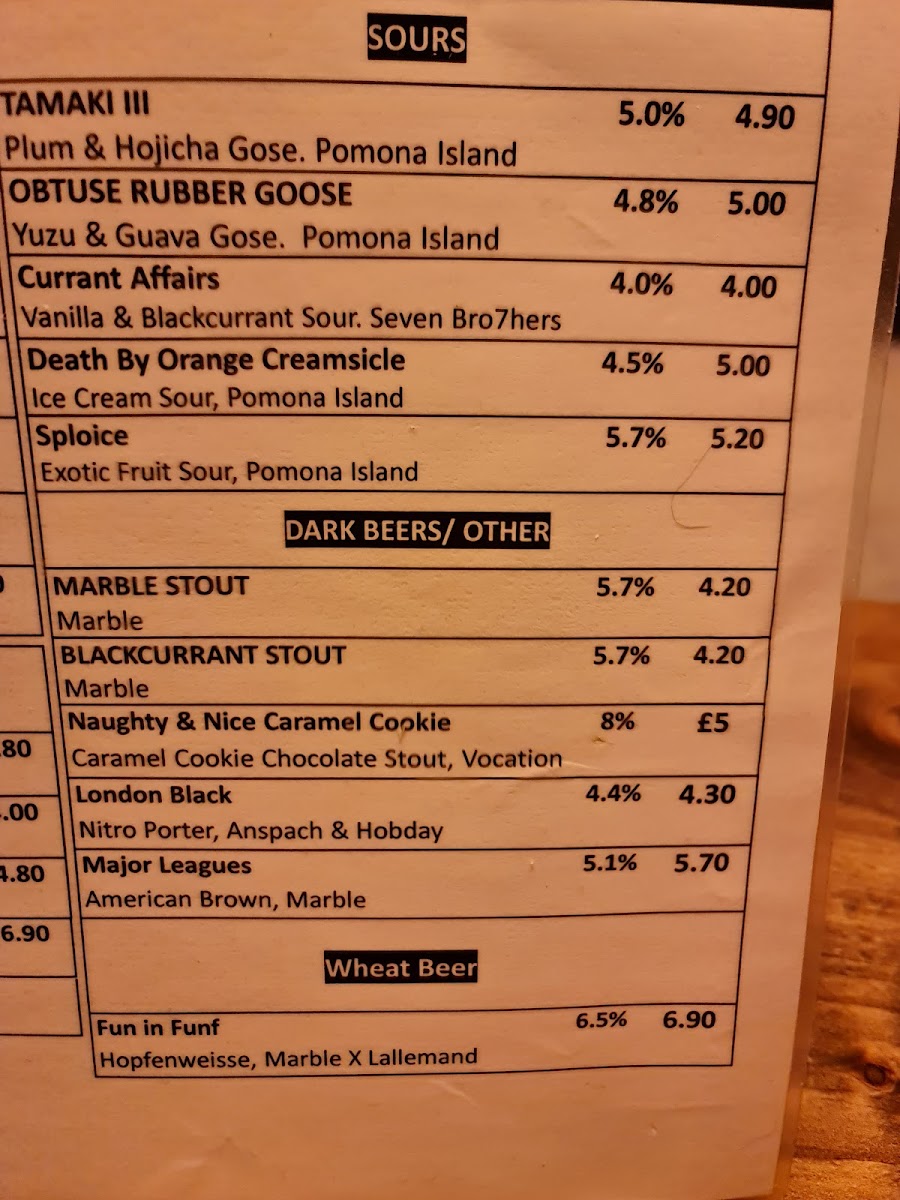 SOURS
TAMAKI III 5.0% 4.90
Plum & Hojicha Gose. Pomona Island
OBTUSE RUBBER GOOSE 4.8% 5.00
Yuzu & Guava Gose. Pomona Island
Currant Affairs 4.0% 4.00
Vanilla & Blackcurrant Sour. Seven Bro7hers
Death By Orange Creamsicle 4.5% 5.00
Ice Cream Sour, Pomona Island
Sploice 5.7% 5.20
Exotic Fruit Sour, Pomona Island
DARK BEERS/ OTHER
MARBLE STOUT 5.7% 4.20
Marble
BLACKCURRANT STOUT 5.7% 4.20
Marble
Naughty & Nice Caramel Cookie 8% £5
Caramel Cookie Chocolate Stout, Vocation
London Black 4.4% 4.30
Nitro Porter, Anspach & Hobday
Major Leagues 5.1% 5.70
American Brown, Marble
Wheat Beer
Fun in Funf 6.5% 6.90
Hopfenweisse, Marble X Lallemand
.80
.00
4.80
6.90